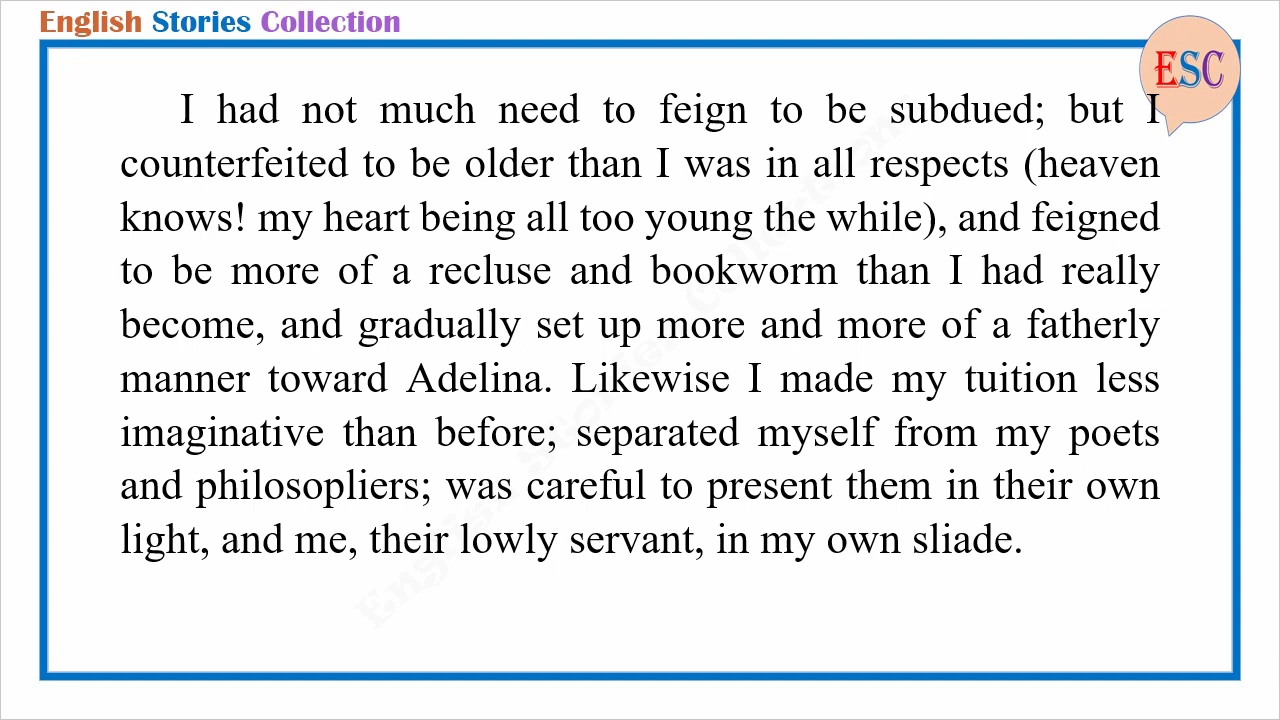 English Stories Collection
ESC
I had not much need to feign to be subdued; but I
counterfeited to be older than I was in all respects (heaven
knows! my heart being all too young the while), and feigned
to be more of a recluse and bookworm than I had really
become, and gradually set up more and more of a fatherly
manner toward Adelina. Likewise I made my tuition less
imaginative than before; separated myself from my poets
and philosopliers; was careful to present them in their own
light, and me, their lowly servant, in my own sliade.
English Stories Collection